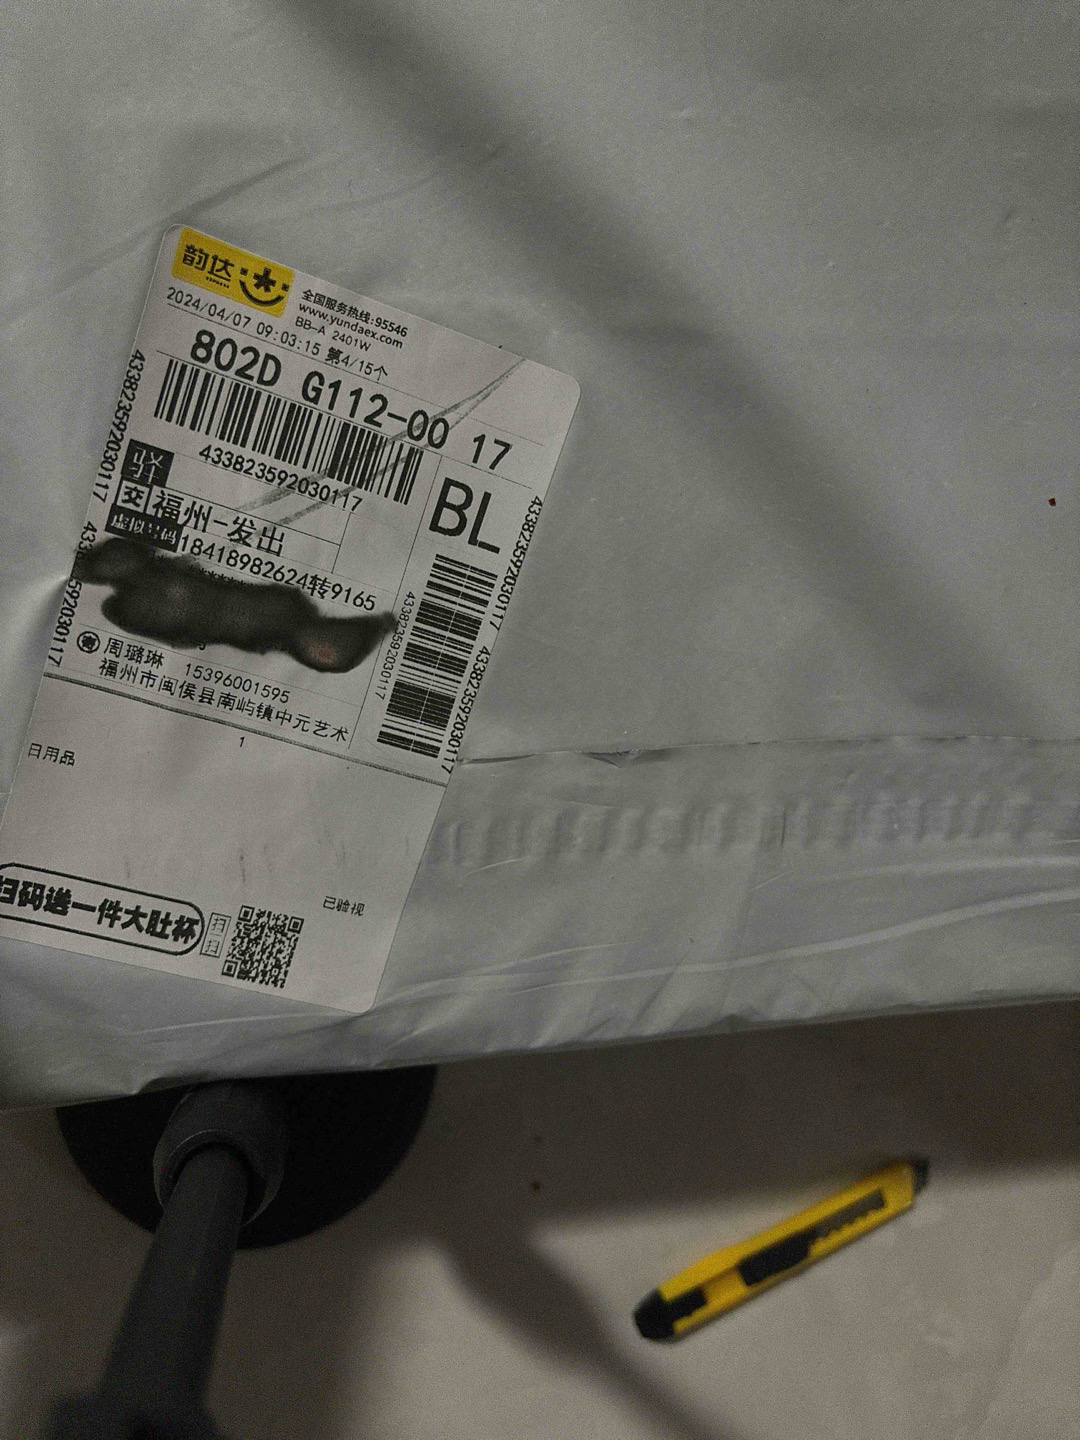 韵达
全国服务热线:95546
www.yundaex.com
BB-A 2401W
2024/04/07 09:03:15 第4/15个
802D G112-00 17
433823592030117
驿
交 福州-发出
BL
虚拟号码 18418982624转9165
周璐琳 15396001595
福州市闽侯县南屿镇中元艺术
433823592030117
433823592030117
433823592030117
433823592030117
1
日用品
已验视
扫码送一件大肚杯
扫一扫